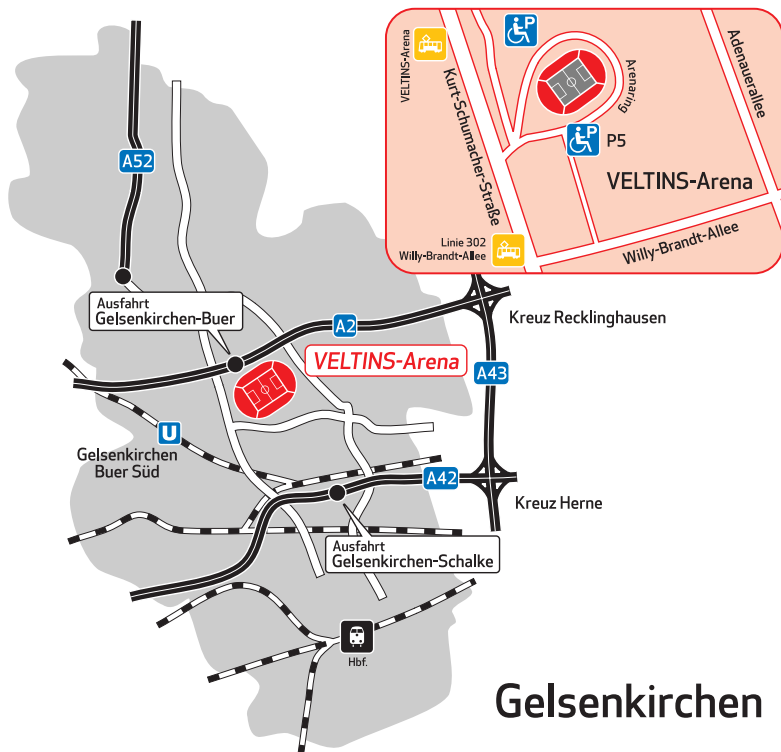 VELTINS-Arena
P
Kurt-Schumacher-Straße
Arenaring
Adenauerallee
P
P5
VELTINS-Arena
Linie 302
Willy-Brandt-Allee
Willy-Brandt-Allee
A52
Ausfahrt
Gelsenkirchen-Buer
A2
Kreuz Recklinghausen
VELTINS-Arena
A43
U
Gelsenkirchen
Buer Süd
A42
Kreuz Herne
Ausfahrt
Gelsenkirchen-Schalke
Hbf.
Gelsenkirchen